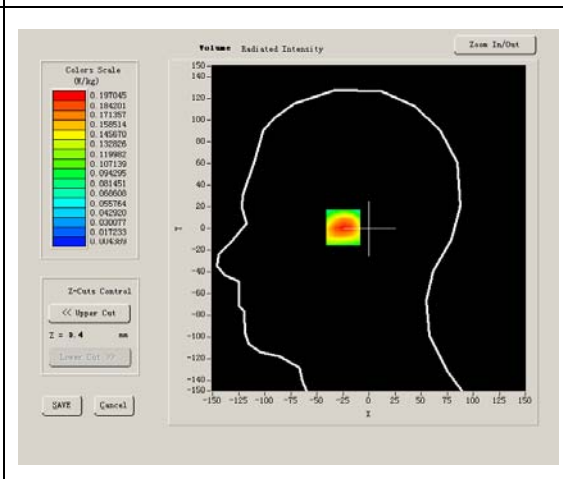 Volume Radiated Intensity
Zoom In/Out
Colors Scale
(W/kg)
0.197045
0.184201
0.171357
0.158514
0.145670
0.132826
0.119982
0.107139
0.094295
0.081451
0.068608
0.055764
0.042920
0.030077
0.017233
Z-Cuts Control
<< Upper Cut
Z = 9.4 mm
Lower Cut >>
SAVE Cancel
150
140
120
100
80
60
40
20
Y 0
-20
-40
-60
-80
-100
-120
-140
-150
-150 -125 -100 -75 -50 -25 0 25 50 75 100 125 150
X